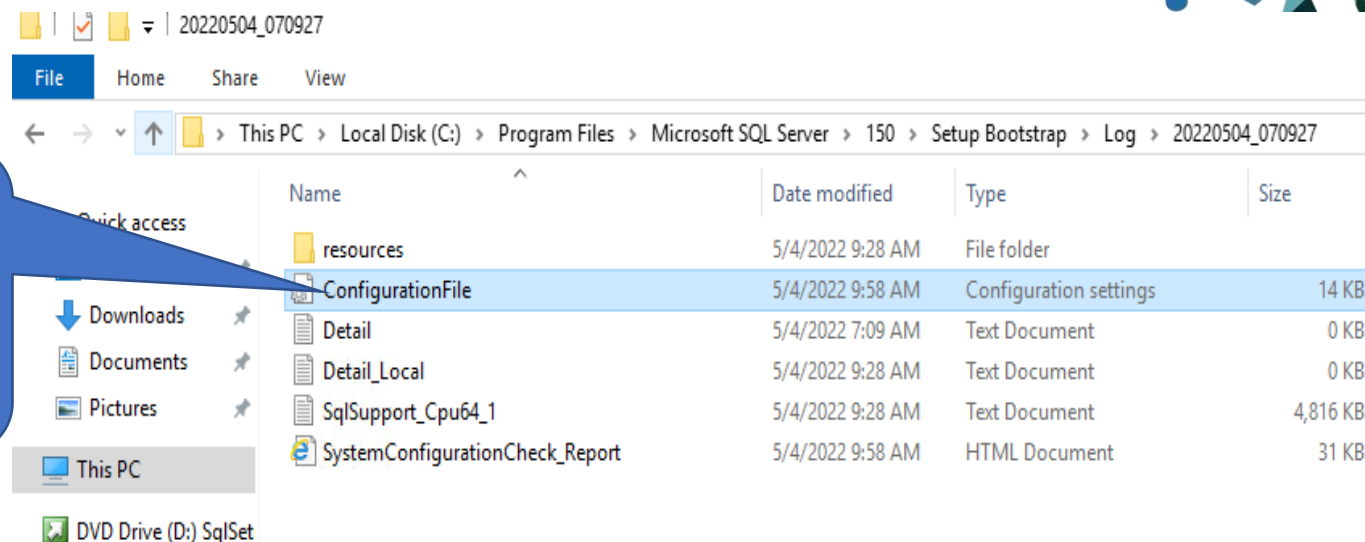 20220504_070927
File Home Share View
This PC > Local Disk (C:) > Program Files > Microsoft SQL Server > 150 > Setup Bootstrap > Log > 20220504_070927
Name Date modified Type Size
Quick access
resources 5/4/2022 9:28 AM File folder
ConfigurationFile 5/4/2022 9:58 AM Configuration settings 14 KB
Downloads
Detail 5/4/2022 7:09 AM Text Document 0 KB
Documents
Detail_Local 5/4/2022 9:28 AM Text Document 0 KB
Pictures
SqlSupport_Cpu64_1 5/4/2022 9:28 AM Text Document 4,816 KB
SystemConfigurationCheck_Report 5/4/2022 9:58 AM HTML Document 31 KB
This PC
DVD Drive (D:) SqlSet